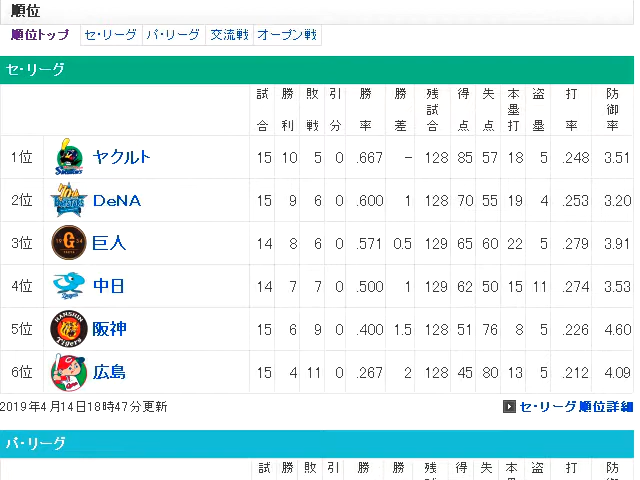 順位
順位トップ セ・リーグ パ・リーグ 交流戦 オープン戦
セ・リーグ
試合 勝利 敗戦 引分 勝率 勝差 残試合 得点 失点 本塁打 盗塁 打率 防御率
1位 ヤクルト 15 10 5 0 .667 − 128 85 57 18 5 .248 3.51
2位 DeNA 15 9 6 0 .600 1 128 70 55 19 4 .253 3.20
3位 巨人 14 8 6 0 .571 0.5 129 65 60 22 5 .279 3.91
4位 中日 14 7 7 0 .500 1 129 62 50 15 11 .274 3.53
5位 阪神 15 6 9 0 .400 1.5 128 51 76 8 5 .226 4.60
6位 広島 15 4 11 0 .267 2 128 45 80 13 5 .212 4.09
2019年4月14日18時47分更新 セ・リーグ順位詳細
パ・リーグ
試 勝 敗 引 勝 勝 残試 得 失 本塁 盗 打 防御